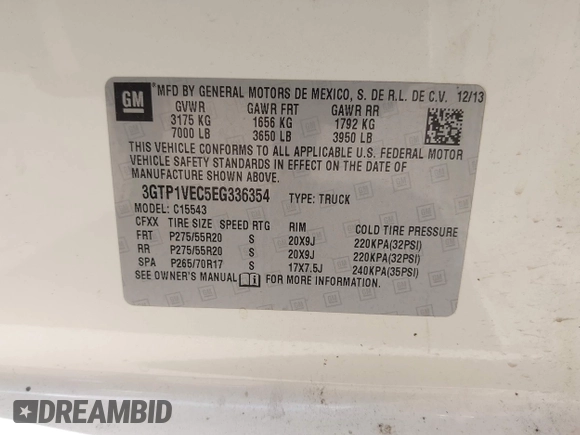 GM
MFD BY GENERAL MOTORS DE MEXICO, S. DE R.L. DE C.V. 12/13
GVWR GAWR FRT GAWR RR
3175 KG 1656 KG 1792 KG
7000 LB 3650 LB 3950 LB
THIS VEHICLE CONFORMS TO ALL APPLICABLE U.S. FEDERAL MOTOR
VEHICLE SAFETY STANDARDS IN EFFECT ON THE DATE OF
MANUFACTURE SHOWN ABOVE.
3GTP1VEC5EG336354 TYPE: TRUCK
MODEL: C15543
CFXX TIRE SIZE SPEED RTG RIM COLD TIRE PRESSURE
FRT P275/55R20 S 20X9J 220KPA(32PSI)
RR P275/55R20 S 20X9J 220KPA(32PSI)
SPA P265/70R17 S 17X7.5J 240KPA(35PSI)
SEE OWNER'S MANUAL FOR MORE INFORMATION.
DREAMBID